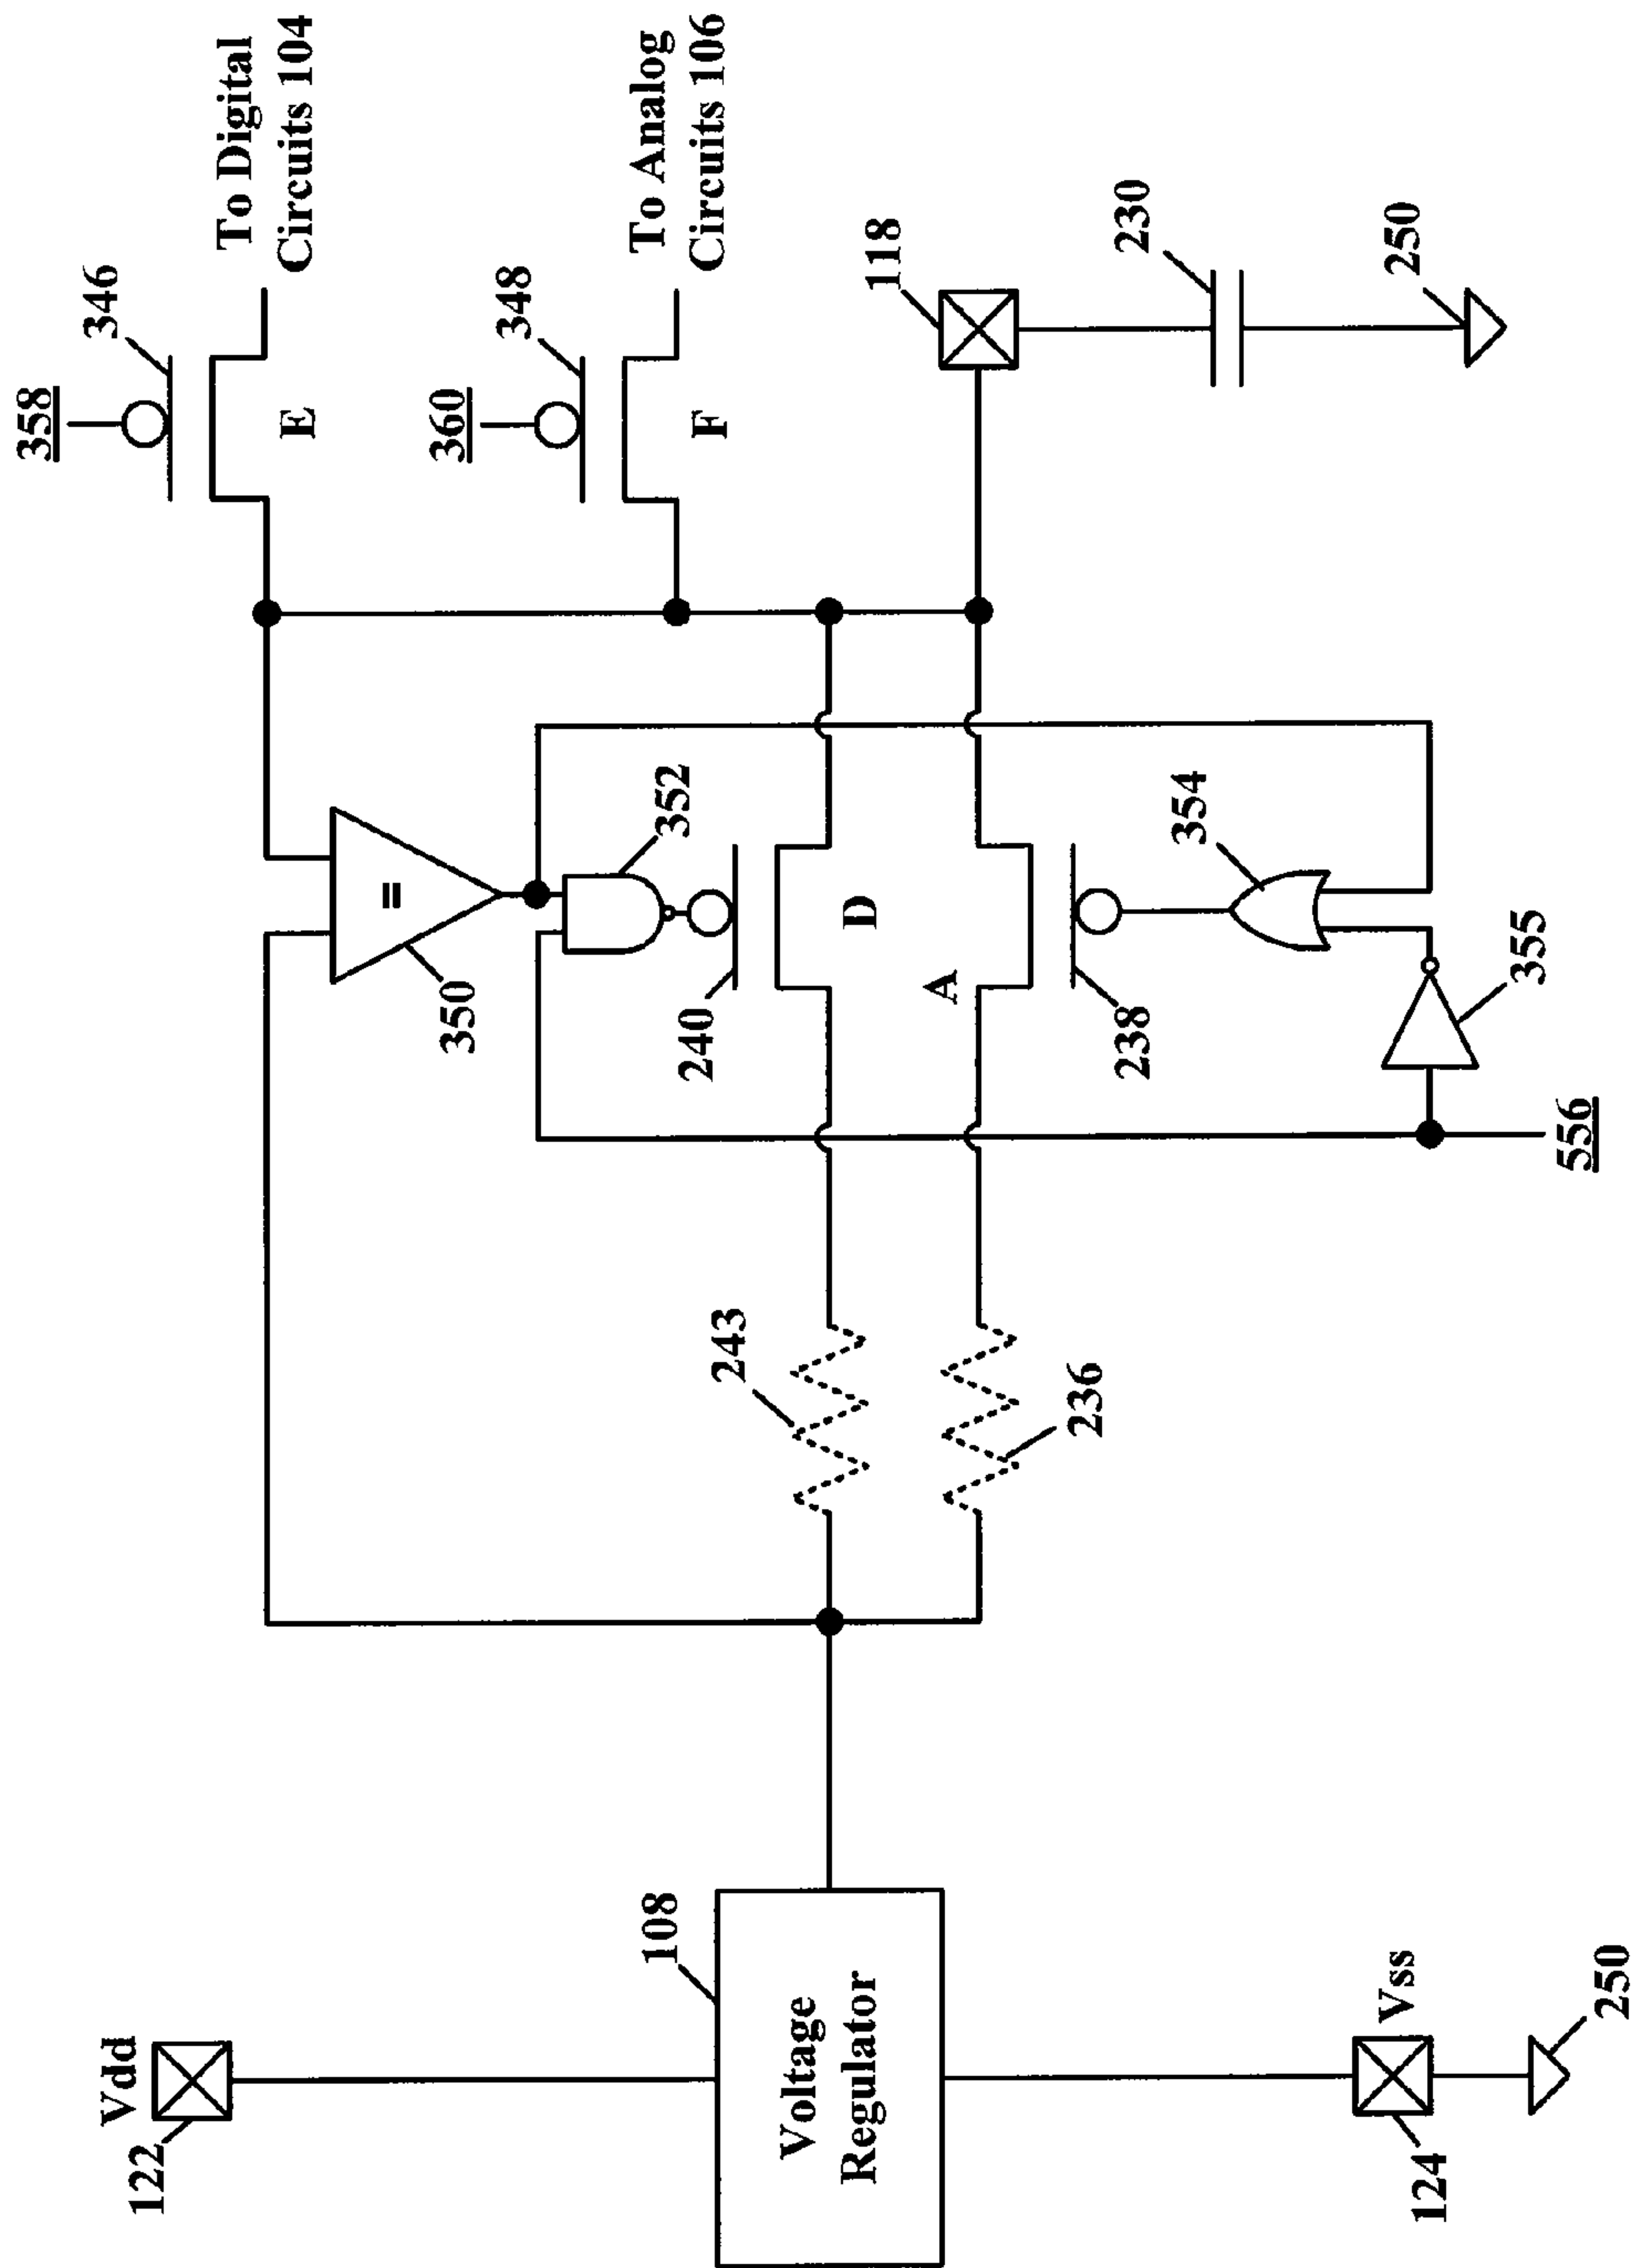 358
346
To Digital
Circuits 104
E
360
348
To Analog
Circuits 106
F
118
230
250
=
350
352
240
D
A
238
354
355
556
243
236
Vdd
122
108
Voltage
Regulator
Vss
124
250